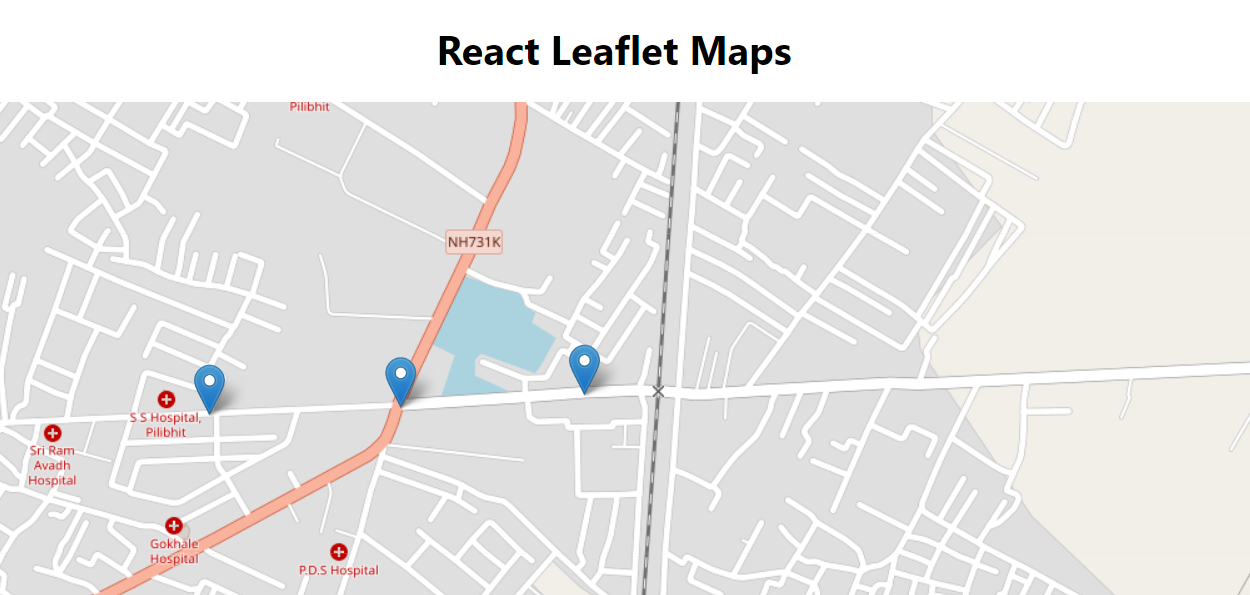 React Leaflet Maps
Pilibhit
NH731K
S S Hospital,
Pilibhit
Sri Ram
Avadh
Hospital
Gokhale
Hospital
P.D.S Hospital